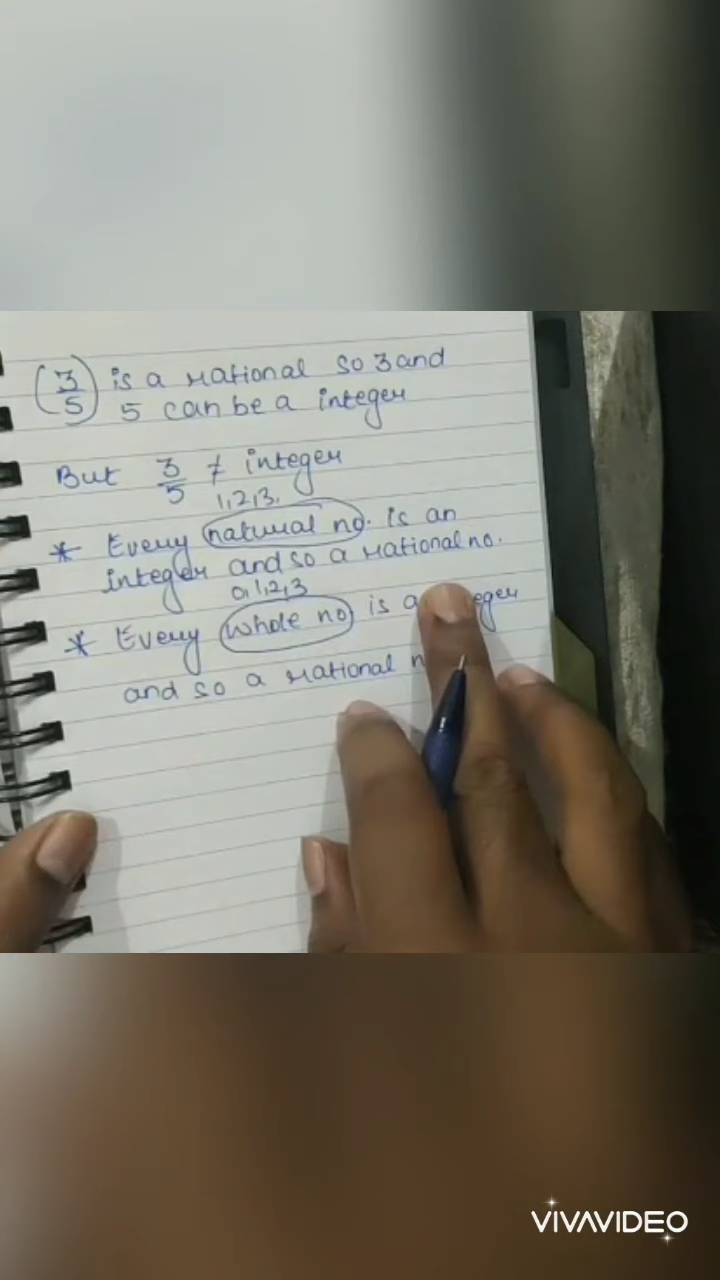 (3/5) is a rational so 3 and
5 can be a integer
But 3/5 ≠ integer
1,2,3,
* Every natural no. is an
integer and so a rational no.
0,1,2,3
* Every whole no is
and so a rational
VIVAVIDEO